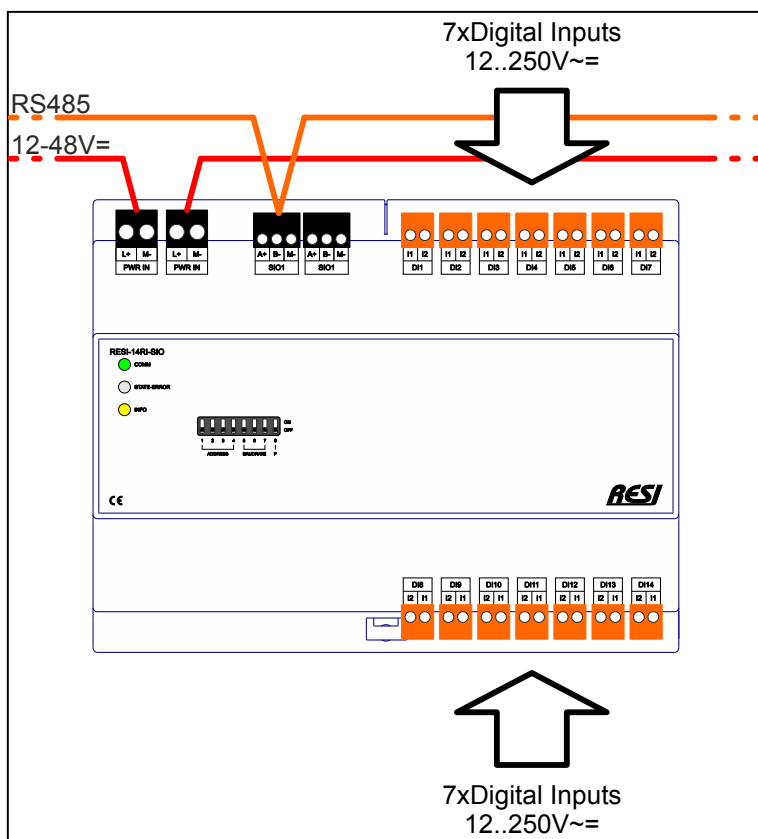 7xDigital Inputs
12..250V~=
RS485
12-48V=
L+ M- L+ M- A+ B- M- A+ B- M- I1 I2 I1 I2 I1 I2 I1 I2 I1 I2 I1 I2 I1 I2
PWR IN PWR IN SIO1 SIO1 DI1 DI2 DI3 DI4 DI5 DI6 DI7
RESI-14RI-SIO
COMM
STATE-ERROR
INFO
ON
OFF
1 2 3 4 5 6 7 8
ADDRESS BAUDRATE P
CE RESI
DI8 DI9 DI10 DI11 DI12 DI13 DI14
I2 I1 I2 I1 I2 I1 I2 I1 I2 I1 I2 I1 I2 I1
7xDigital Inputs
12..250V~=